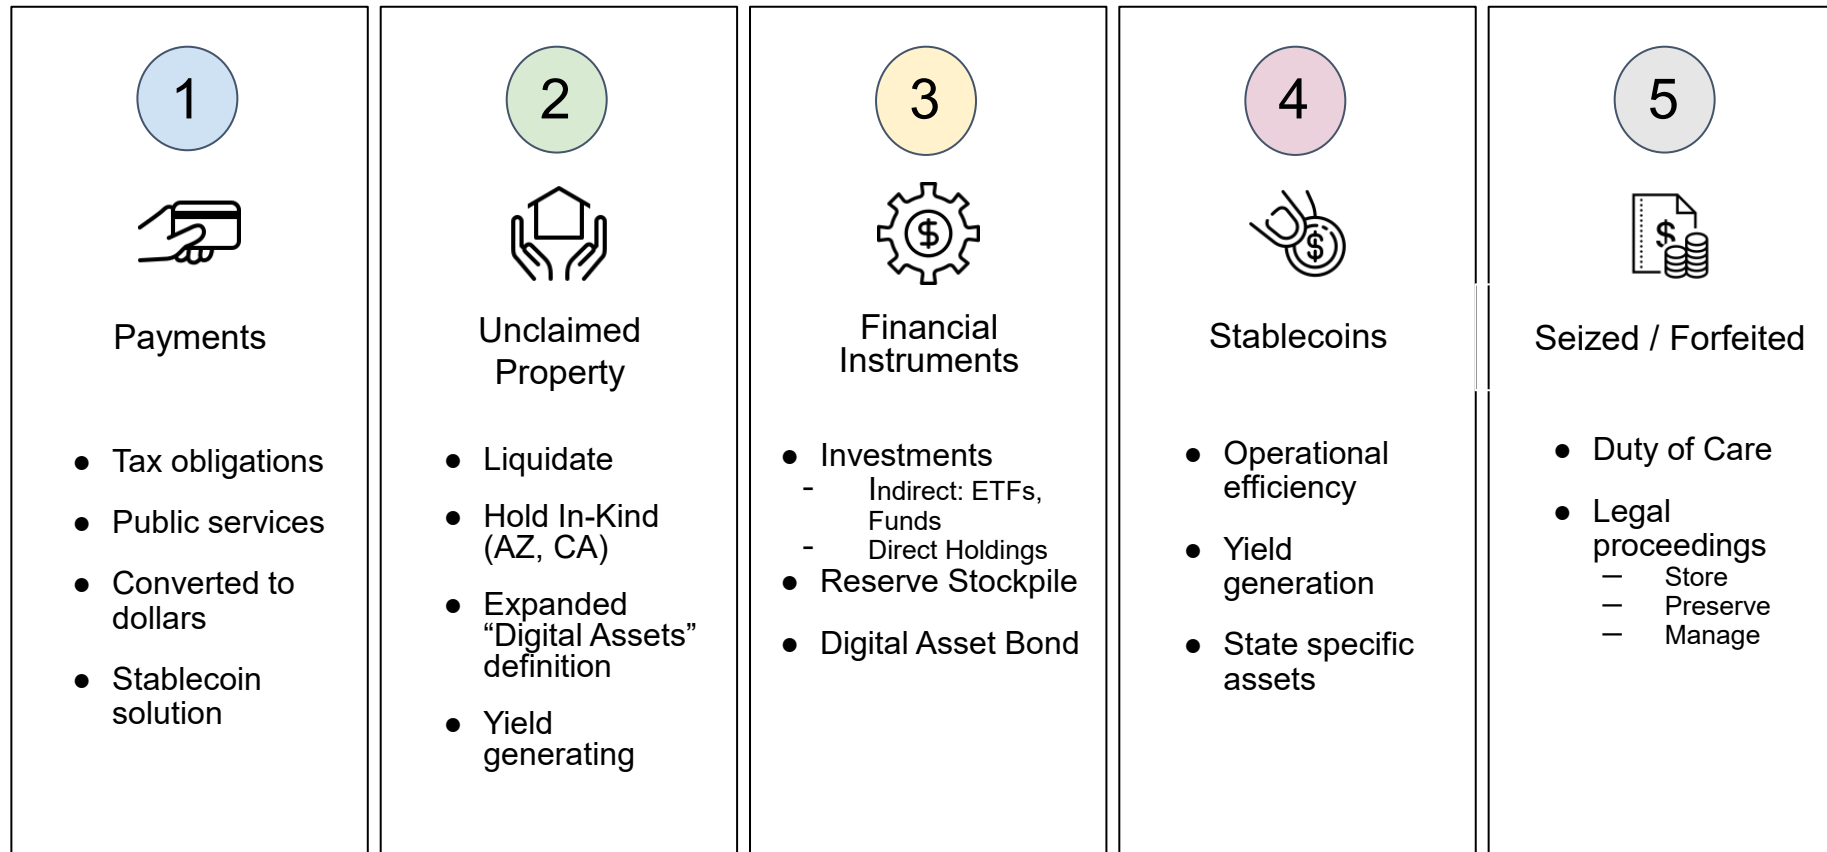 1
Payments
● Tax obligations
● Public services
● Converted to
dollars
● Stablecoin
solution
2
Unclaimed
Property
● Liquidate
● Hold In-Kind
(AZ, CA)
● Expanded
“Digital Assets”
definition
● Yield
generating
3
$
Financial
Instruments
● Investments
- Indirect: ETFs,
Funds
- Direct Holdings
● Reserve Stockpile
● Digital Asset Bond
4
$
Stablecoins
● Operational
efficiency
● Yield
generation
● State specific
assets
5
$
Seized / Forfeited
● Duty of Care
● Legal
proceedings
— Store
— Preserve
— Manage